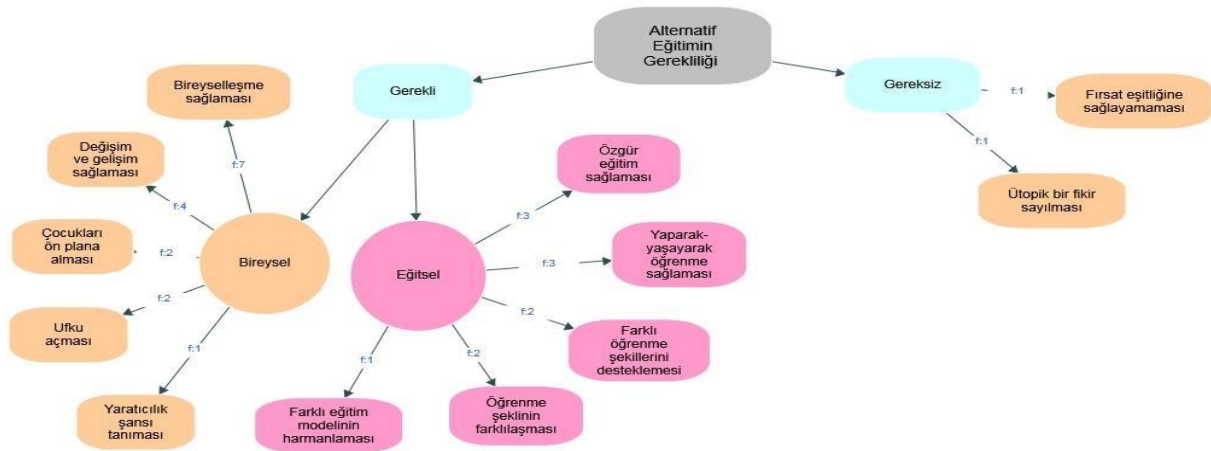 Alternatif
Eğitimin
Gerekliliği
Gerekli
Gereksiz
f:1
Fırsat eşitliğine
sağlayamaması
f:1
Ütopik bir fikir
sayılması
Bireyselleşme
sağlaması
f:7
Değişim
ve gelişim
sağlaması
f:4
Çocukları
ön plana
alması
f:2
Bireysel
f:2
Ufku
açması
f:1
Yaratıcılık
şansı
tanıması
Eğitsel
f:3
Özgür
eğitim
sağlaması
f:3
Yaparak-
yaşayarak
öğrenme
sağlaması
f:2
Farklı
öğrenme
şekillerini
desteklemesi
f:2
Öğrenme
şeklinin
farklılaşması
f:1
Farklı eğitim
modelinin
harmanlaması